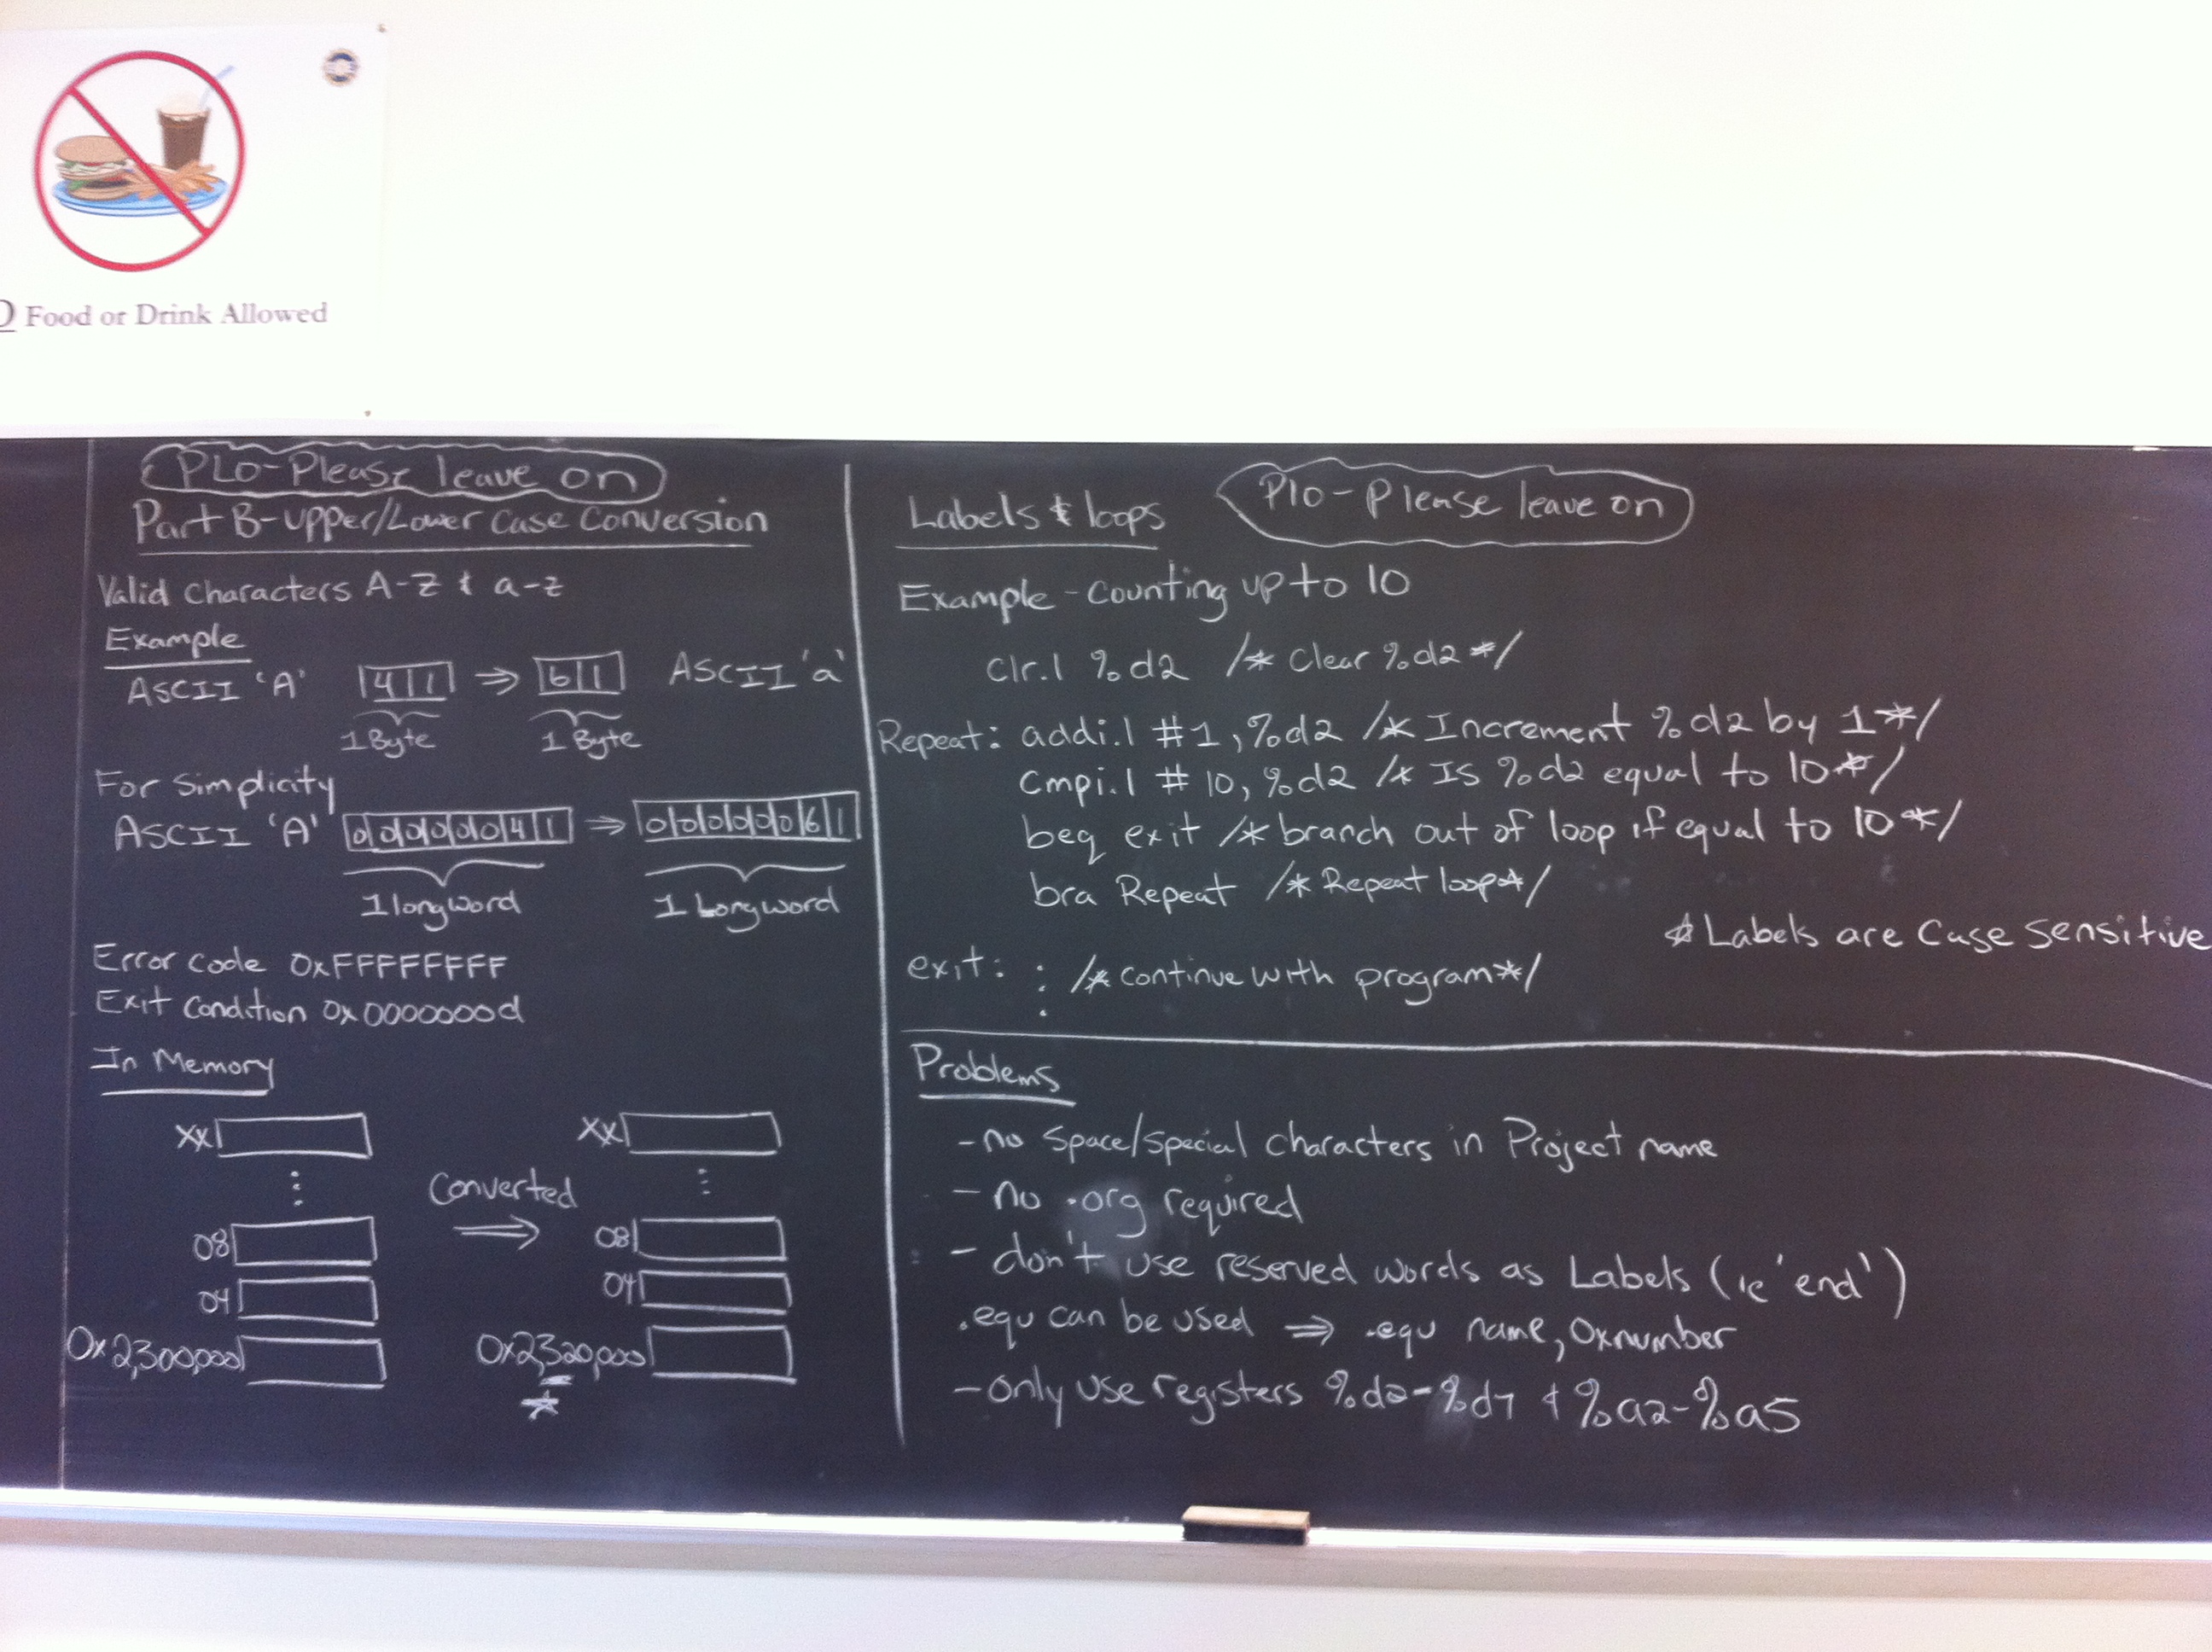 Food or Drink Allowed
PLO-Please leave on
Part B-upper/Lower Case Conversion
Valid Characters A-Z & a-z
Example
ASCII 'A' 4 1 ⇒ 6 1 ASCII 'a'
1 Byte 1 Byte
For Simplicity
ASCII 'A' 0 0 0 0 0 0 4 1 ⇒ 0 0 0 0 0 0 6 1
1 longword 1 Longword
Error Code 0xFFFFFFFF
Exit Condition 0x0000000d
In Memory
xx xx
Converted
⇒
08 08
04 04
0x2,300,000 0x2,320,000
*
Labels & loops Plo-Please leave on
Example - Counting up to 10
clr.l %d2 /* Clear %d2 */
Repeat: addi.l #1,%d2 /* Increment %d2 by 1*/
cmpi.l #10,%d2 /* Is %d2 equal to 10*/
beq exit /* branch out of loop if equal to 10*/
bra Repeat /* Repeat loop*/
* Labels are Case Sensitive
exit: : /* Continue with program*/
Problems
-no Space/Special Characters in Project name
- no .org required
- don't use reserved words as Labels (ie 'end')
.equ can be used ⇒ .equ name, 0xnumber
-only use registers %d2-%d7 & %a2-%a5